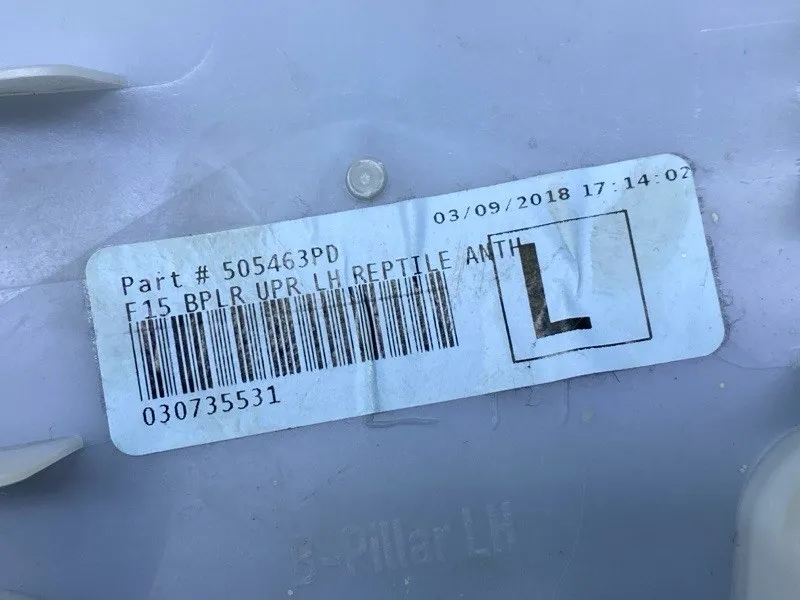 03/09/2018 17:14:02
Part # 505463PD
F15 BPLR UPR LH REPTILE ANTH
L
030735531
B-Pillar LH